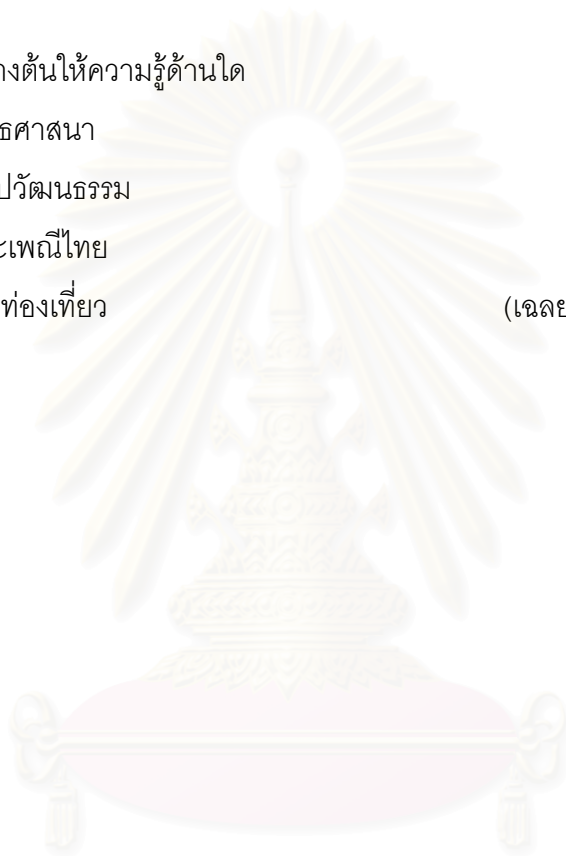 างต้นให้ความรู้ด้านใด
ธศาสนา
ปวัฒนธรรม
ะเพณีไทย
ท่องเที่ยว (เฉลย